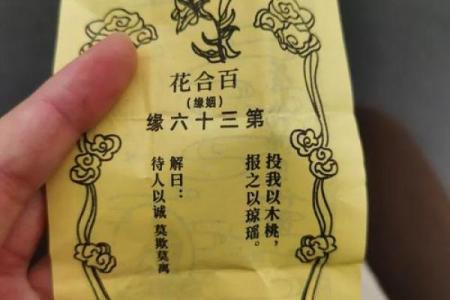 百合花
(姻缘)
第三十六缘
投我以木桃,
报之以琼瑶。
解曰:
待人以诚 莫欺莫寓